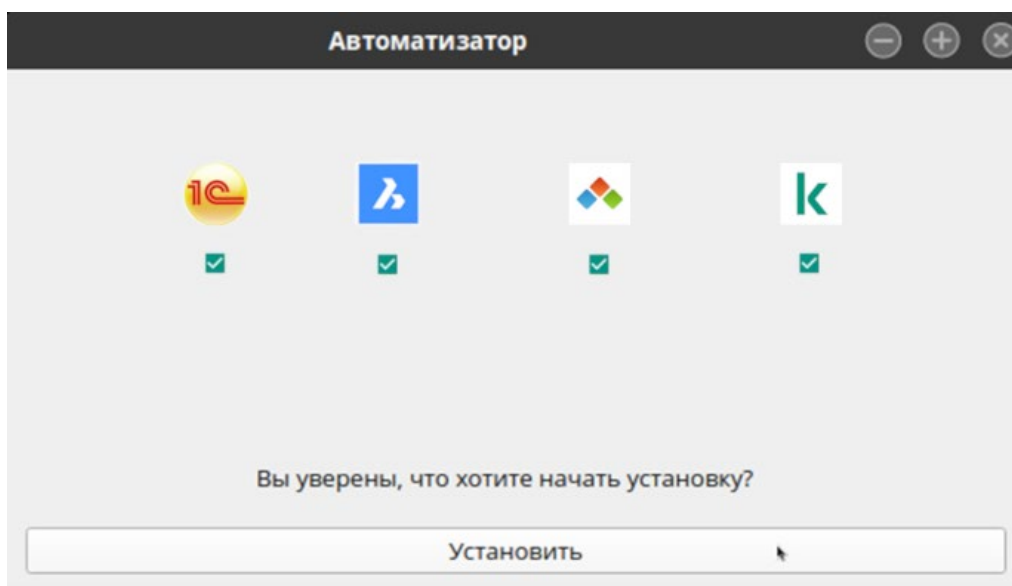 Автоматизатор
1С
k
Вы уверены, что хотите начать установку?
Установить